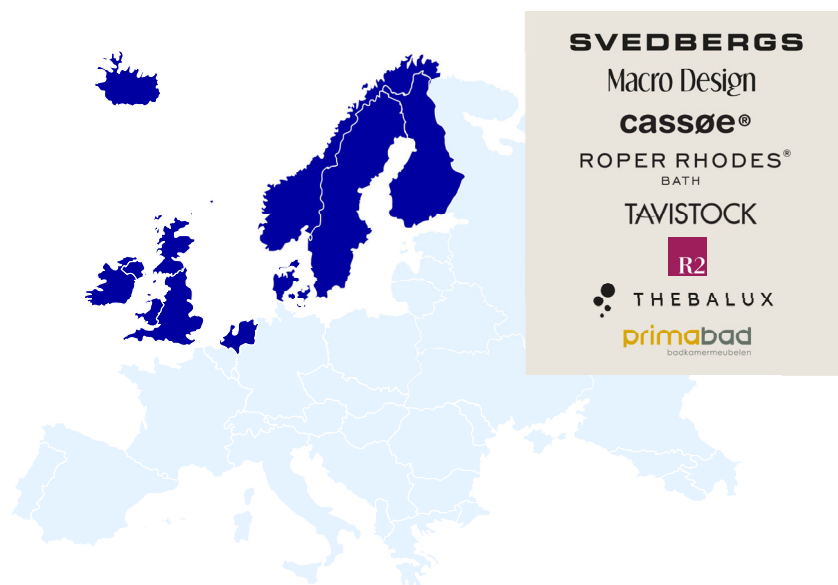 SVEDBERGS
Macro Design
cassøe®
ROPER RHODES®
BATH
TAVISTOCK
R2
THEBALUX
primabad
badkamermeubelen